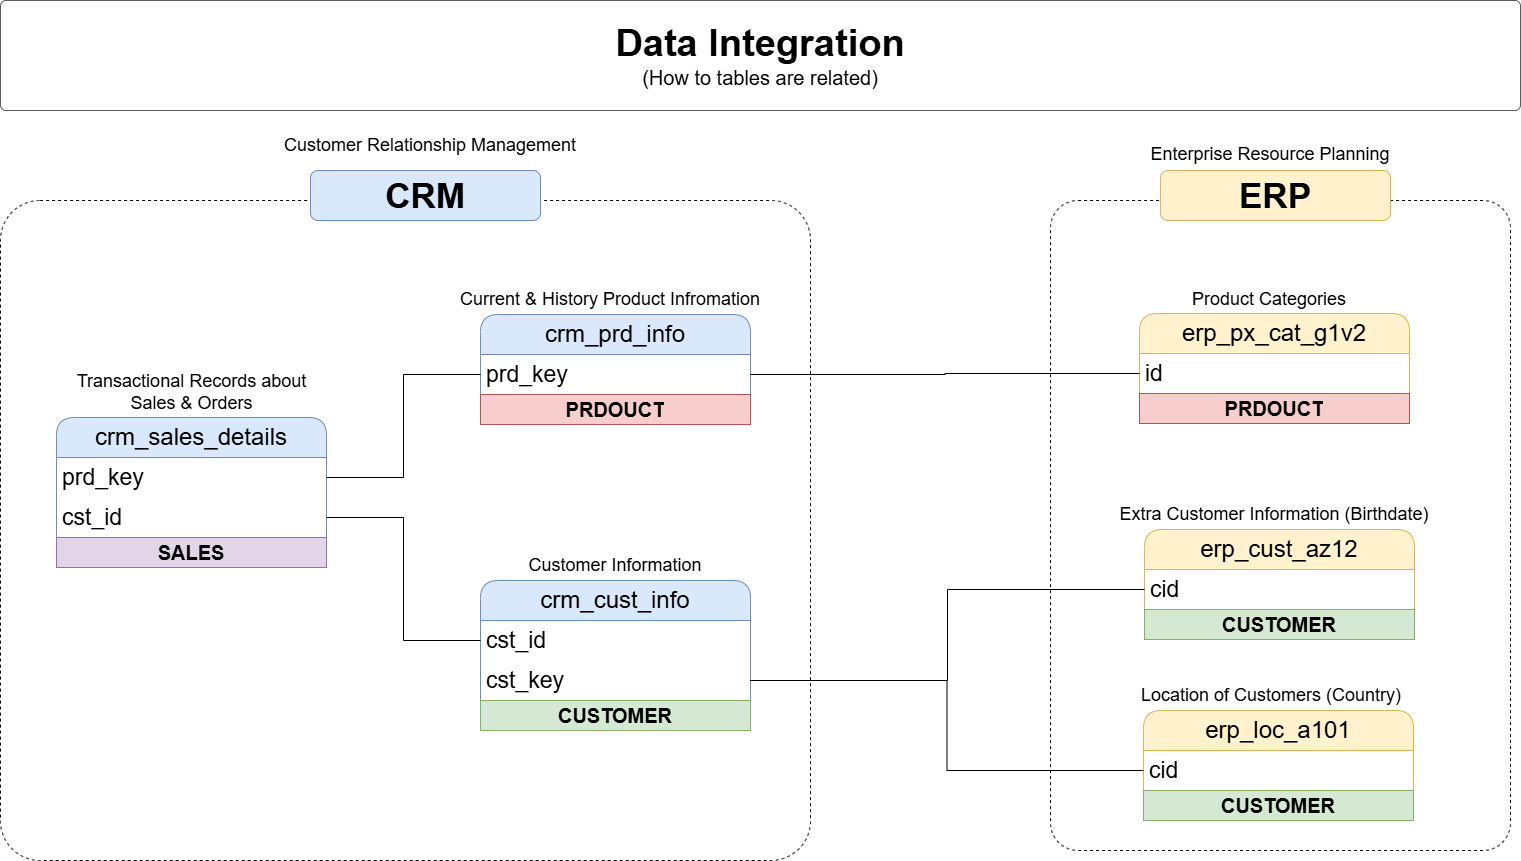 Data Integration
(How to tables are related)
Customer Relationship Management
CRM
Transactional Records about
Sales & Orders
crm_sales_details
prd_key
cst_id
SALES
Current & History Product Infromation
crm_prd_info
prd_key
PRDOUCT
Customer Information
crm_cust_info
cst_id
cst_key
CUSTOMER
Enterprise Resource Planning
ERP
Product Categories
erp_px_cat_g1v2
id
PRDOUCT
Extra Customer Information (Birthdate)
erp_cust_az12
cid
CUSTOMER
Location of Customers (Country)
erp_loc_a101
cid
CUSTOMER